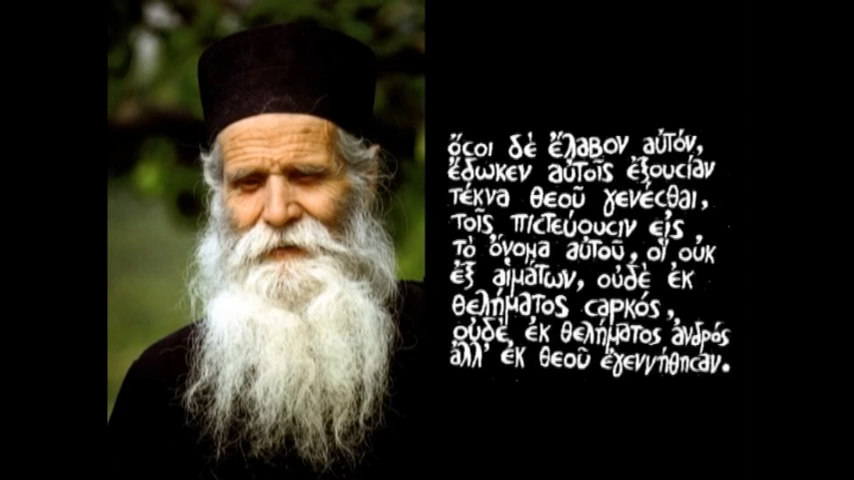 ὅσοι δὲ ἔλαβον αὐτόν,
ἔδωκεν αὐτοῖς ἐξουσίαν
τέκνα θεοῦ γενέσθαι,
τοῖς πιστεύουσιν εἰς
τὸ ὄνομα αὐτοῦ, οἳ οὐκ
ἐξ αἱμάτων, οὐδὲ ἐκ
θελήματος σαρκός,
οὐδὲ ἐκ θελήματος ἀνδρός
ἀλλ' ἐκ θεοῦ ἐγεννήθησαν.